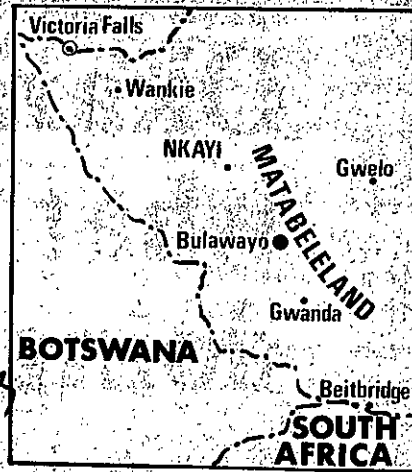 Victoria Falls
Wankie
NKAYI
Gwelo
MATABELELAND
Bulawayo
Gwanda
BOTSWANA
Beitbridge
SOUTH
AFRICA